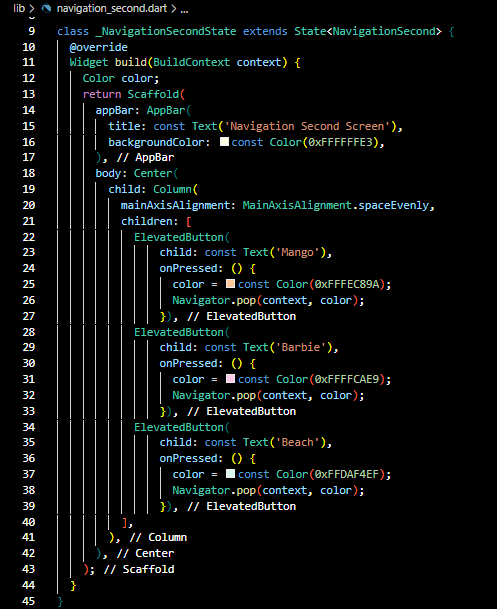 lib > navigation_second.dart > ...
9 class _NavigationSecondState extends State<NavigationSecond> {
10   @override
11   Widget build(BuildContext context) {
12     Color color;
13     return Scaffold(
14       appBar: AppBar(
15         title: const Text('Navigation Second Screen'),
16         backgroundColor: const Color(0xFFFFFFE3),
17       ), // AppBar
18       body: Center(
19         child: Column(
20           mainAxisAlignment: MainAxisAlignment.spaceEvenly,
21           children: [
22             ElevatedButton(
23                 child: const Text('Mango'),
24                 onPressed: () {
25                   color = const Color(0xFFFEC89A);
26                   Navigator.pop(context, color);
27                 }), // ElevatedButton
28             ElevatedButton(
29                 child: const Text('Barbie'),
30                 onPressed: () {
31                   color = const Color(0xFFFFCAE9);
32                   Navigator.pop(context, color);
33                 }), // ElevatedButton
34             ElevatedButton(
35                 child: const Text('Beach'),
36                 onPressed: () {
37                   color = const Color(0xFFDAF4EF);
38                   Navigator.pop(context, color);
39                 }), // ElevatedButton
40           ],
41         ), // Column
42       ), // Center
43     ); // Scaffold
44   }
45 }